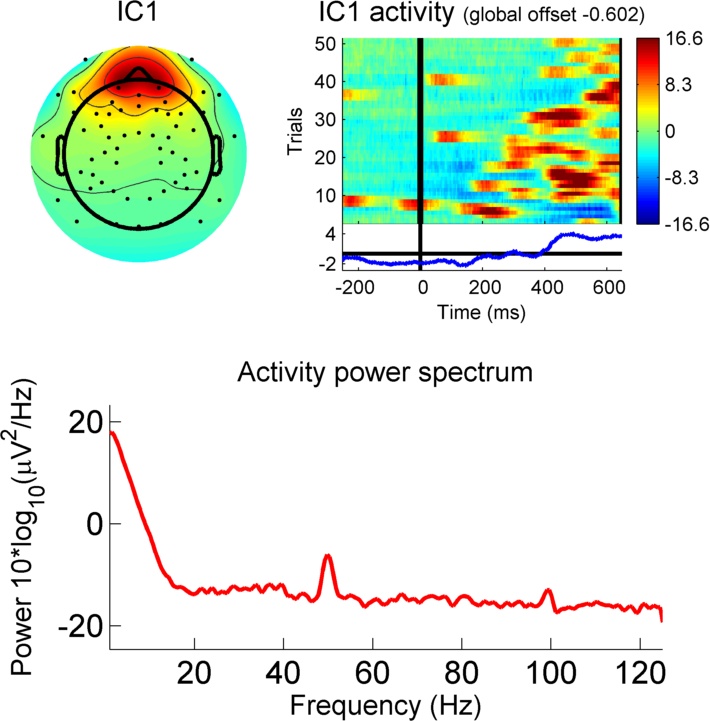 IC1
IC1 activity (global offset -0.602)
Trials
50
40
30
20
10
16.6
8.3
0
-8.3
-16.6
4
-2
-200 0 200 400 600
Time (ms)
Activity power spectrum
Power 10*log10(μV2/Hz)
20
0
-20
20 40 60 80 100 120
Frequency (Hz)